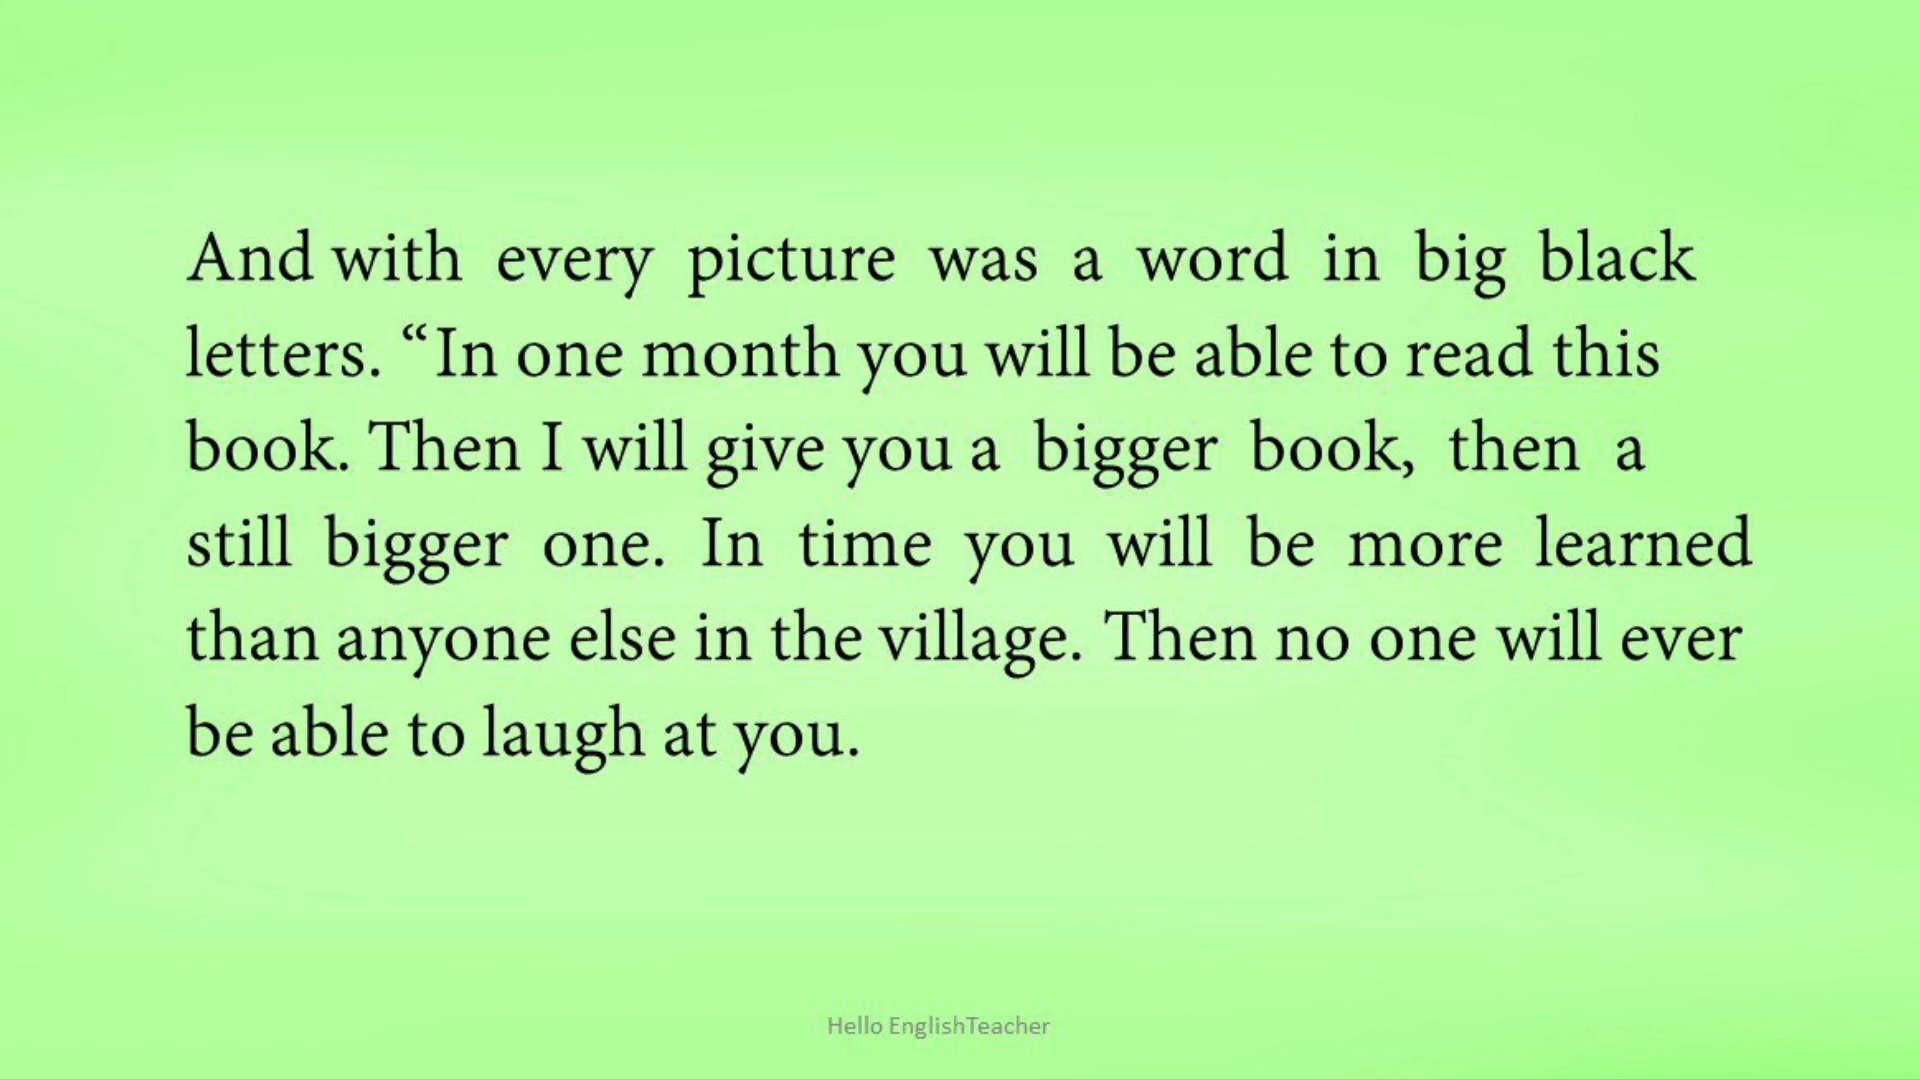 And with every picture was a word in big black
letters. “In one month you will be able to read this
book. Then I will give you a bigger book, then a
still bigger one. In time you will be more learned
than anyone else in the village. Then no one will ever
be able to laugh at you.
Hello EnglishTeacher